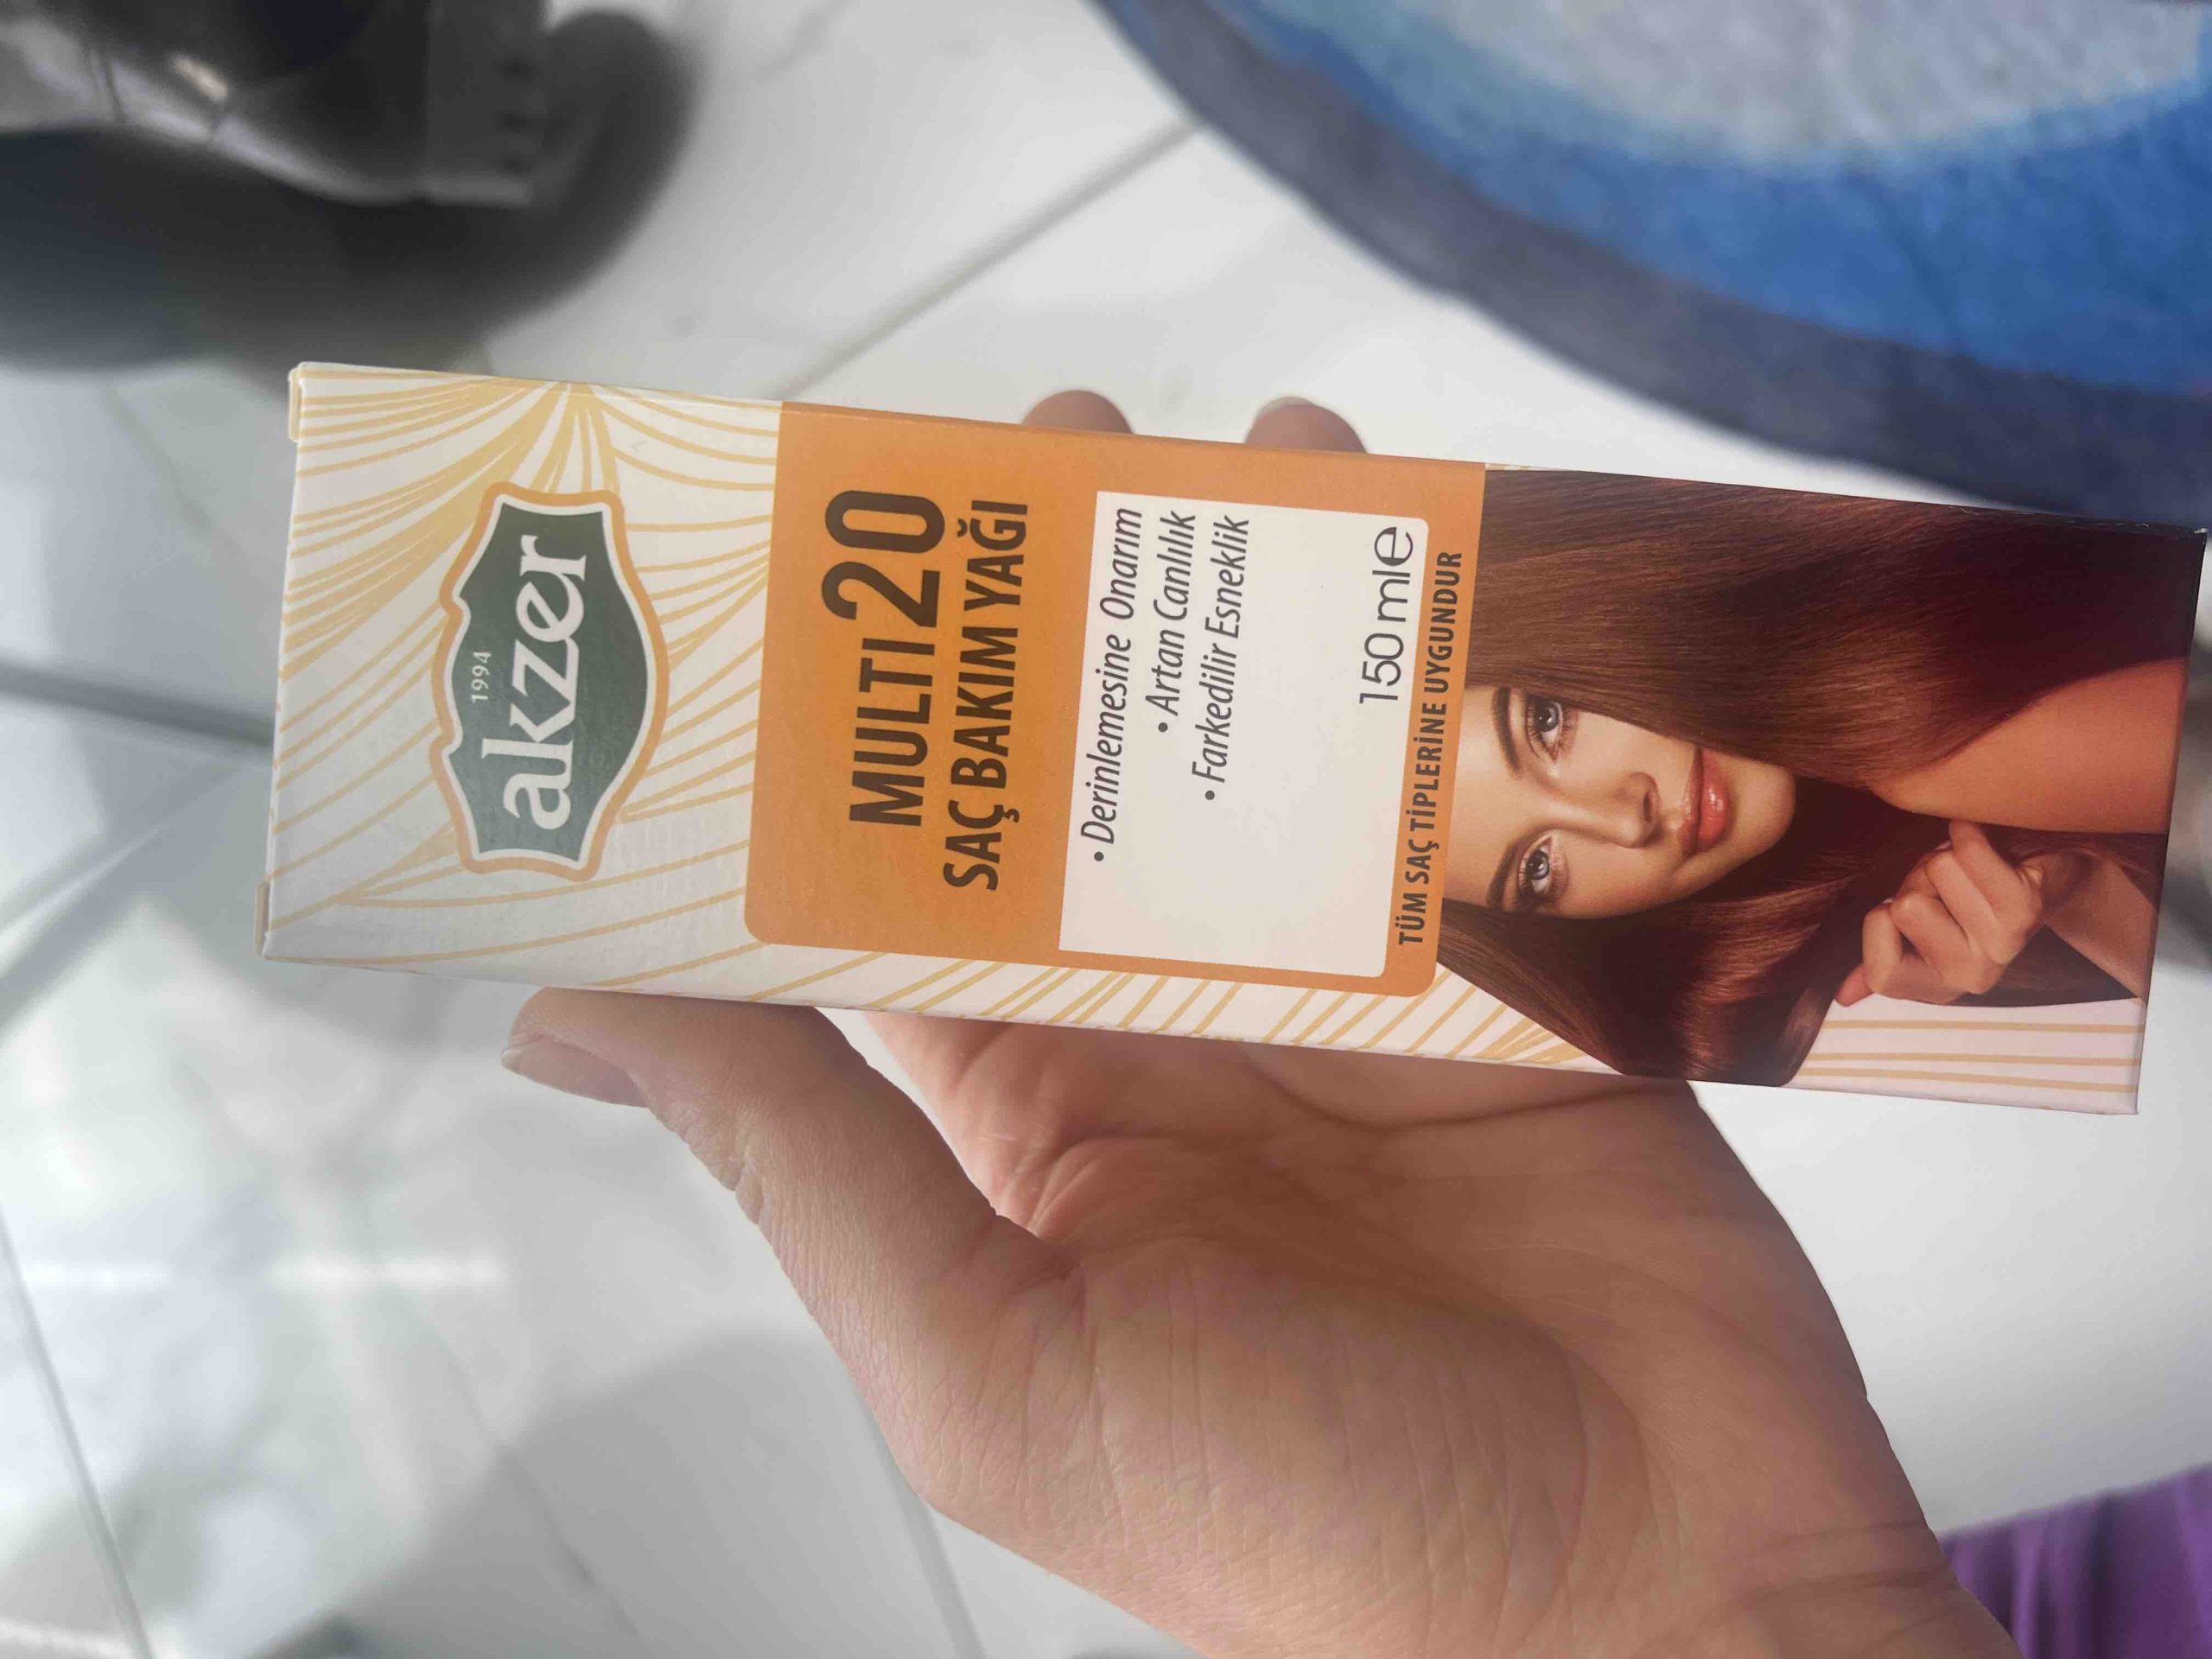 1994
akzer
MULTI 20
SAÇ BAKIM YAĞI
• Derinlemesine Onarım
• Artan Canlılık
• Farkedilir Esneklik
150 ml e
TÜM SAÇ TİPLERİNE UYGUNDUR